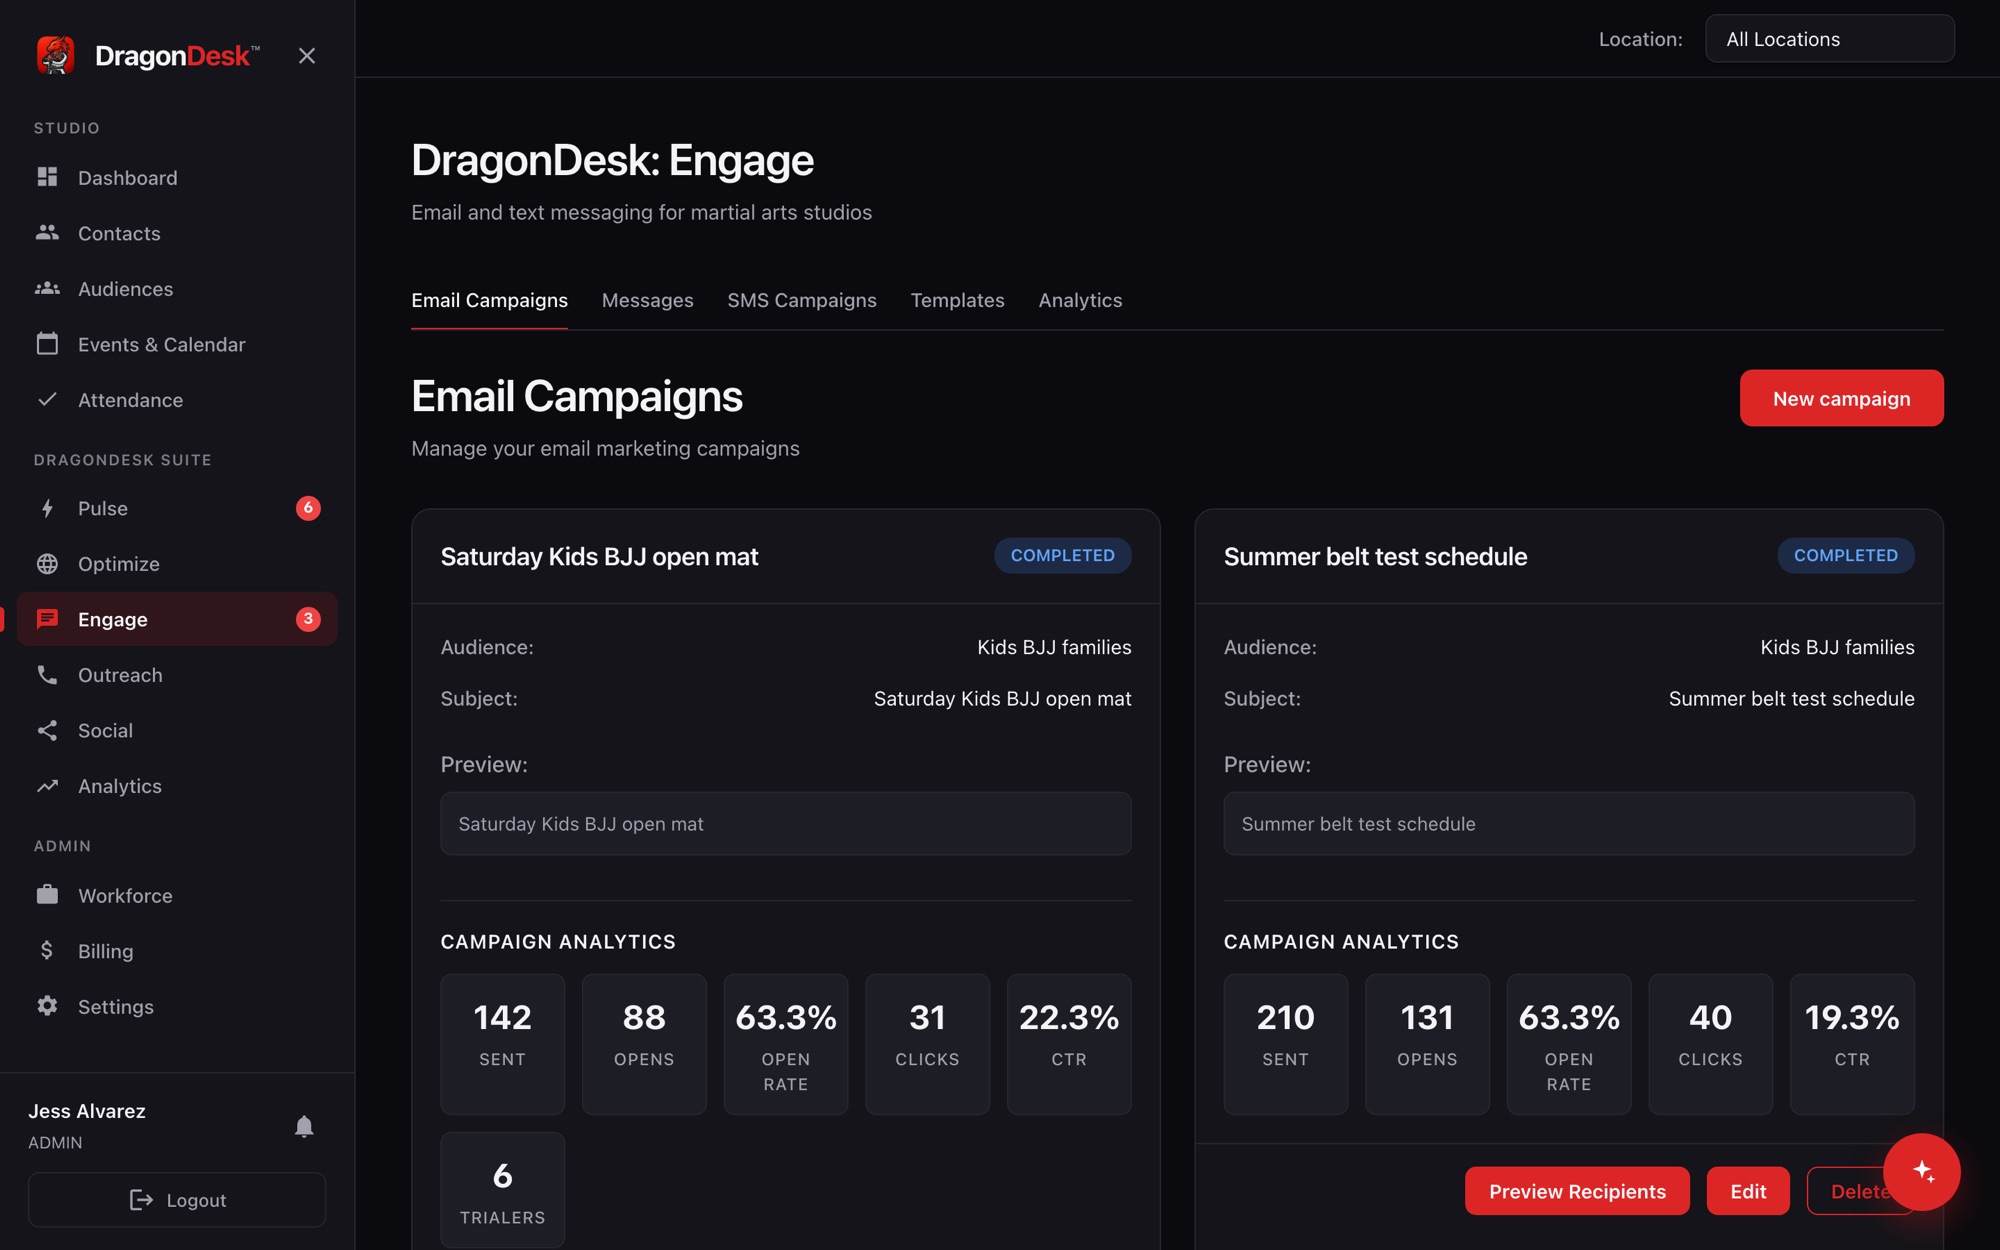 DragonDesk™
STUDIO
Dashboard
Contacts
Audiences
Events & Calendar
Attendance
DRAGONDESK SUITE
Pulse 6
Optimize
Engage 3
Outreach
Social
Analytics
ADMIN
Workforce
Billing
Settings
Jess Alvarez
ADMIN
Logout
Location: All Locations
DragonDesk: Engage
Email and text messaging for martial arts studios
Email Campaigns Messages SMS Campaigns Templates Analytics
Email Campaigns
New campaign
Manage your email marketing campaigns
Saturday Kids BJJ open mat COMPLETED
Audience: Kids BJJ families
Subject: Saturday Kids BJJ open mat
Preview:
Saturday Kids BJJ open mat
CAMPAIGN ANALYTICS
142 88 63.3% 31 22.3%
SENT OPENS OPEN CLICKS CTR
RATE
6
TRIALERS
Summer belt test schedule COMPLETED
Audience: Kids BJJ families
Subject: Summer belt test schedule
Preview:
Summer belt test schedule
CAMPAIGN ANALYTICS
210 131 63.3% 40 19.3%
SENT OPENS OPEN CLICKS CTR
RATE
Preview Recipients Edit Delete